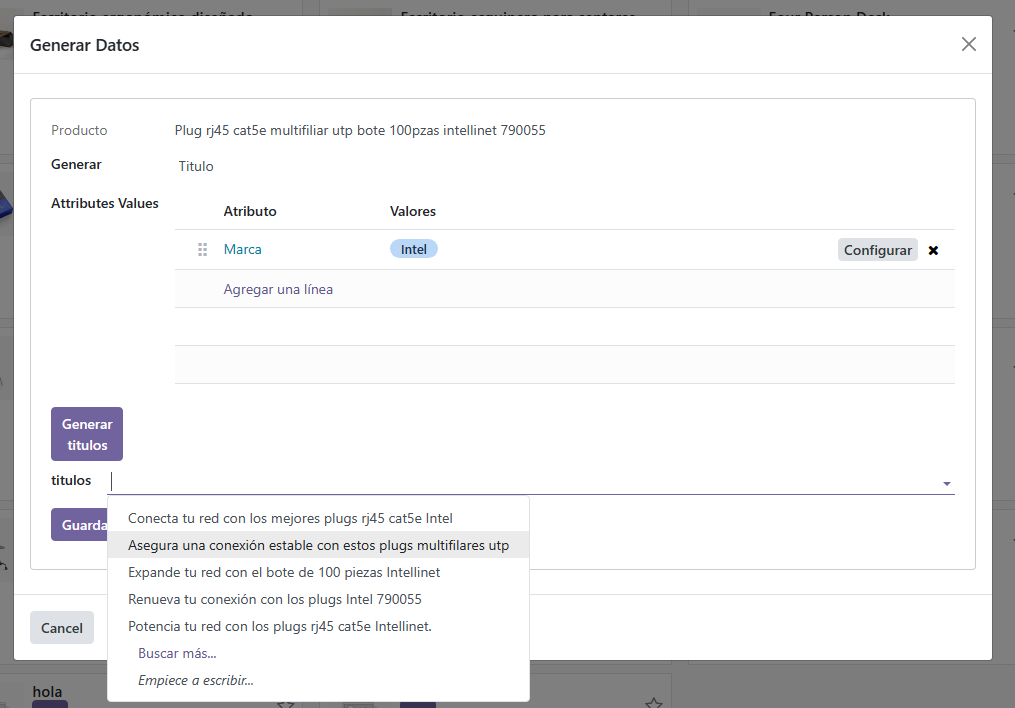 Generar Datos
Producto
Plug rj45 cat5e multifiliar utp bote 100pzas intellinet 790055
Generar
Titulo
Attributes Values
Atributo
Valores
Marca
Intel
Configurar
Agregar una línea
Generar
titulos
titulos
Conecta tu red con los mejores plugs rj45 cat5e Intel
Asegura una conexión estable con estos plugs multifilares utp
Expande tu red con el bote de 100 piezas Intellinet
Renueva tu conexión con los plugs Intel 790055
Potencia tu red con los plugs rj45 cat5e Intellinet.
Buscar más...
Empiece a escribir...
Guarda
Cancel
hola